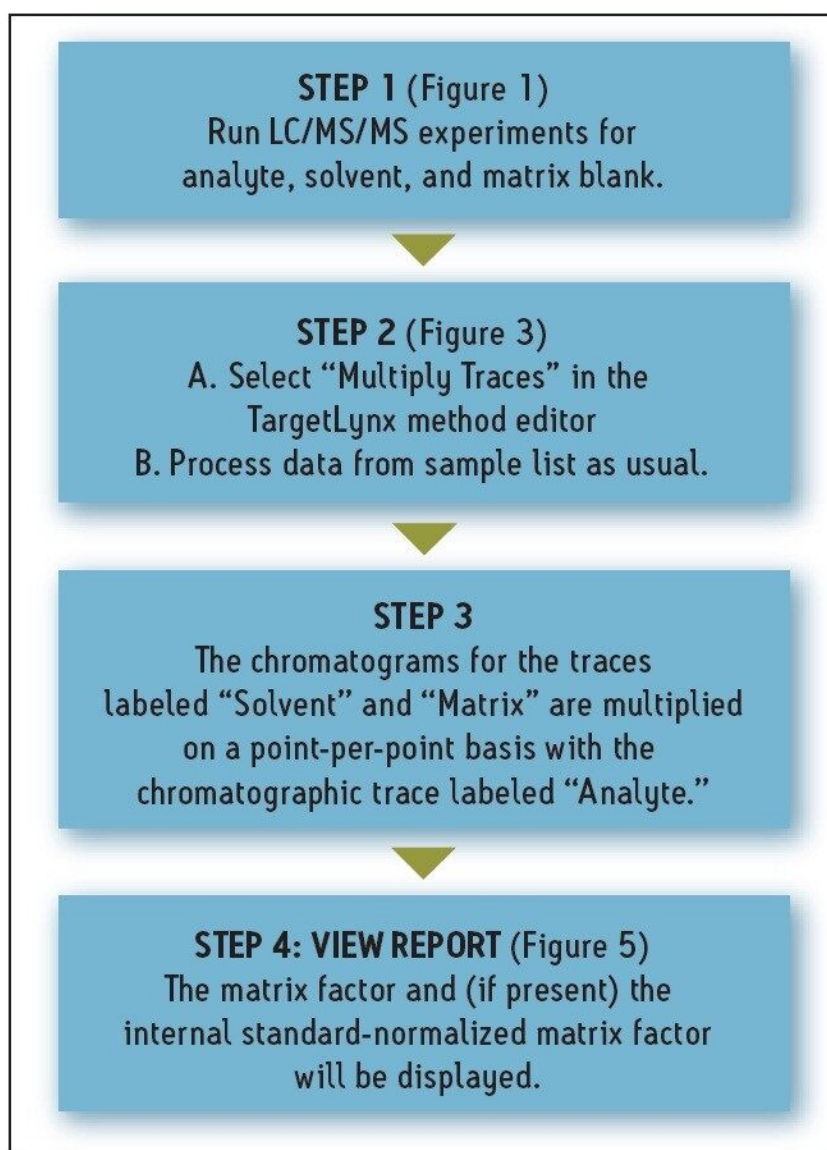 STEP 1 (Figure 1)
Run LC/MS/MS experiments for
analyte, solvent, and matrix blank.
STEP 2 (Figure 3)
A. Select “Multiply Traces” in the
TargetLynx method editor
B. Process data from sample list as usual.
STEP 3
The chromatograms for the traces
labeled “Solvent” and “Matrix” are multiplied
on a point-per-point basis with the
chromatographic trace labeled “Analyte.”
STEP 4: VIEW REPORT (Figure 5)
The matrix factor and (if present) the
internal standard-normalized matrix factor
will be displayed.